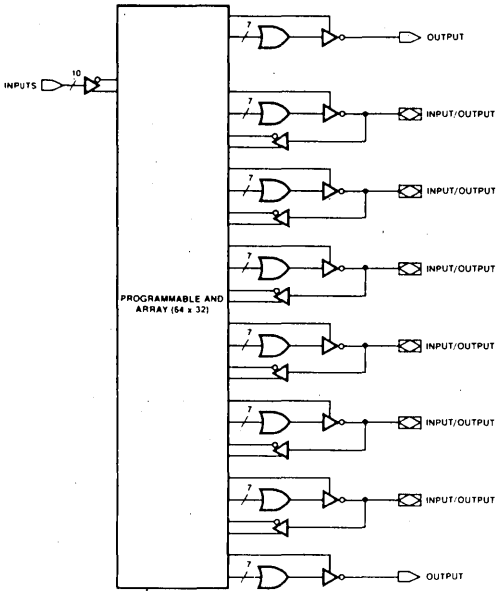 7
OUTPUT
10
INPUTS
7
INPUT/OUTPUT
7
INPUT/OUTPUT
7
INPUT/OUTPUT
PROGRAMMABLE AND
ARRAY (64 x 32)
7
INPUT/OUTPUT
7
INPUT/OUTPUT
7
INPUT/OUTPUT
7
OUTPUT